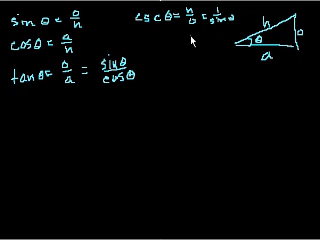 sin θ = o/h
cos θ = a/h
tan θ = o/a = sin θ/cos θ
csc θ = h/o = 1/sin θ
h
θ
o
a